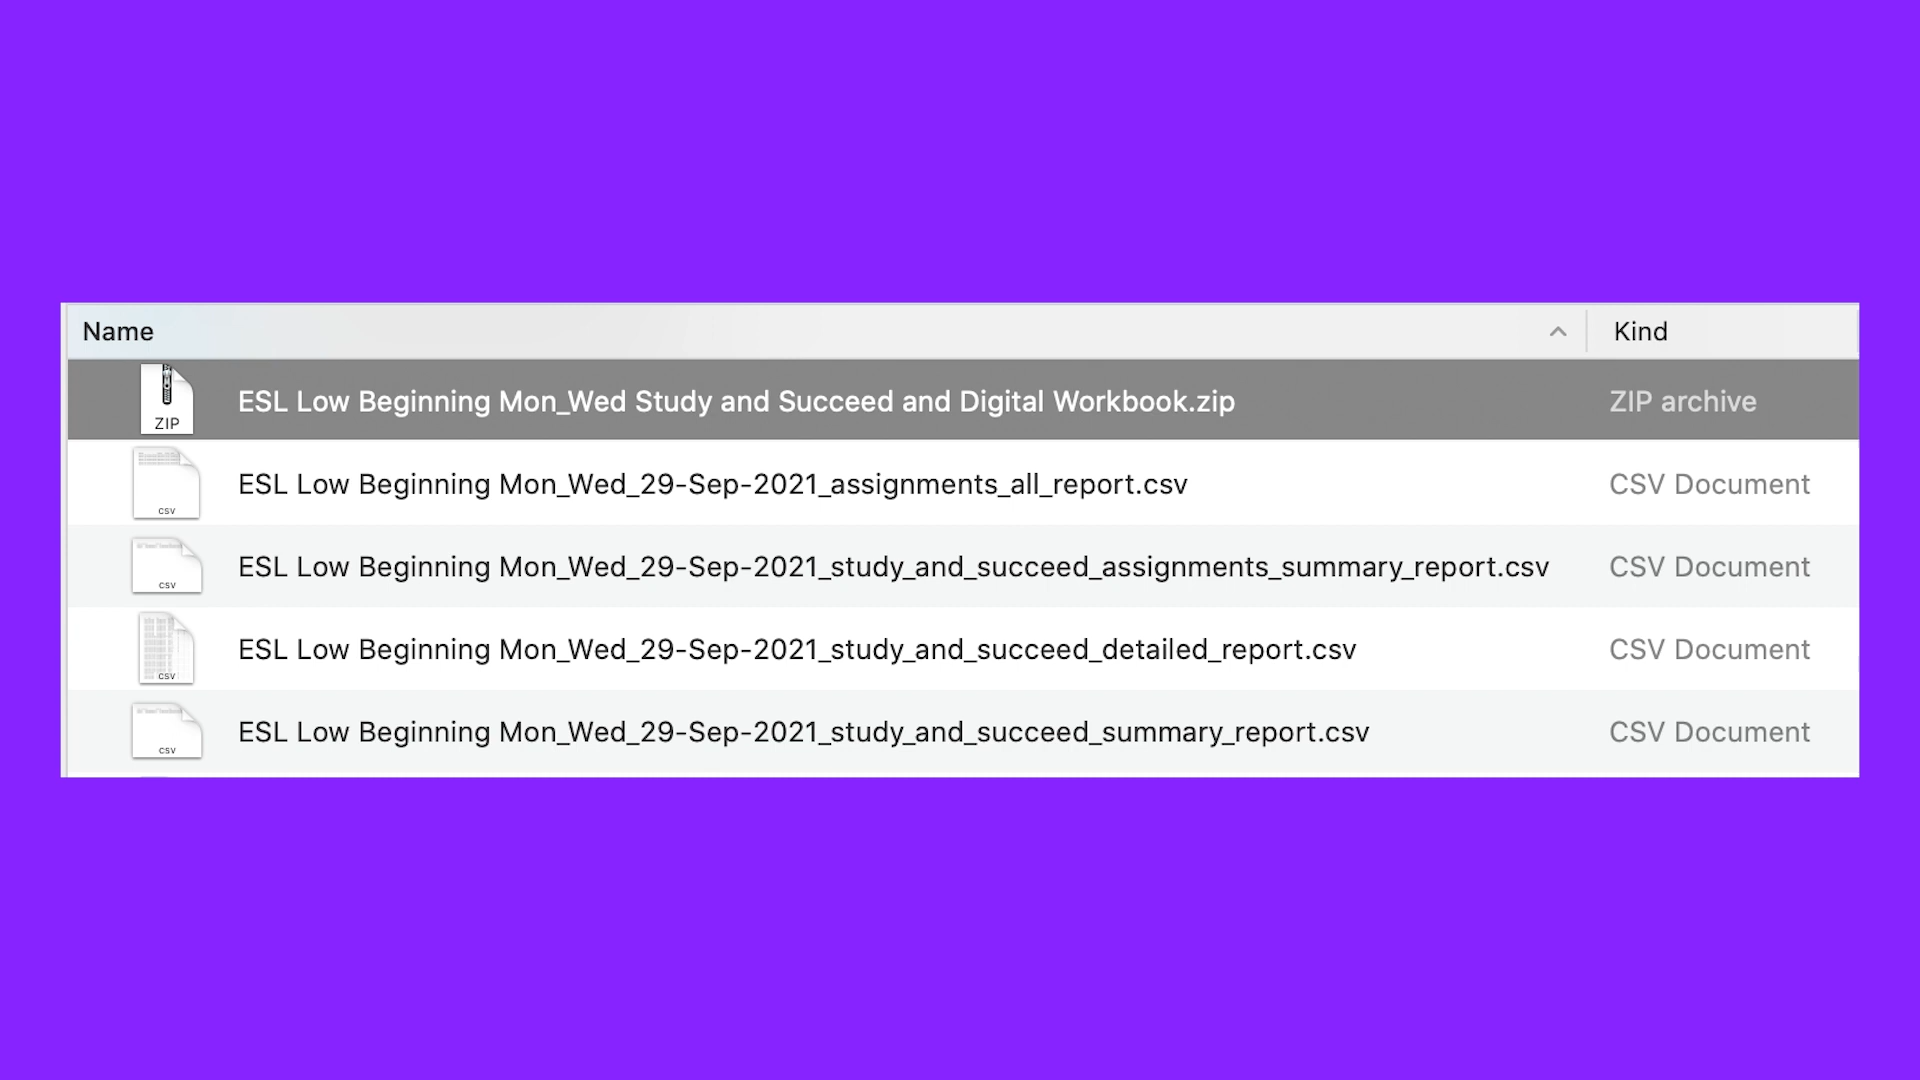 Name Kind
ZIP
ESL Low Beginning Mon_Wed Study and Succeed and Digital Workbook.zip ZIP archive
csv
ESL Low Beginning Mon_Wed_29-Sep-2021_assignments_all_report.csv CSV Document
csv
ESL Low Beginning Mon_Wed_29-Sep-2021_study_and_succeed_assignments_summary_report.csv CSV Document
csv
ESL Low Beginning Mon_Wed_29-Sep-2021_study_and_succeed_detailed_report.csv CSV Document
csv
ESL Low Beginning Mon_Wed_29-Sep-2021_study_and_succeed_summary_report.csv CSV Document